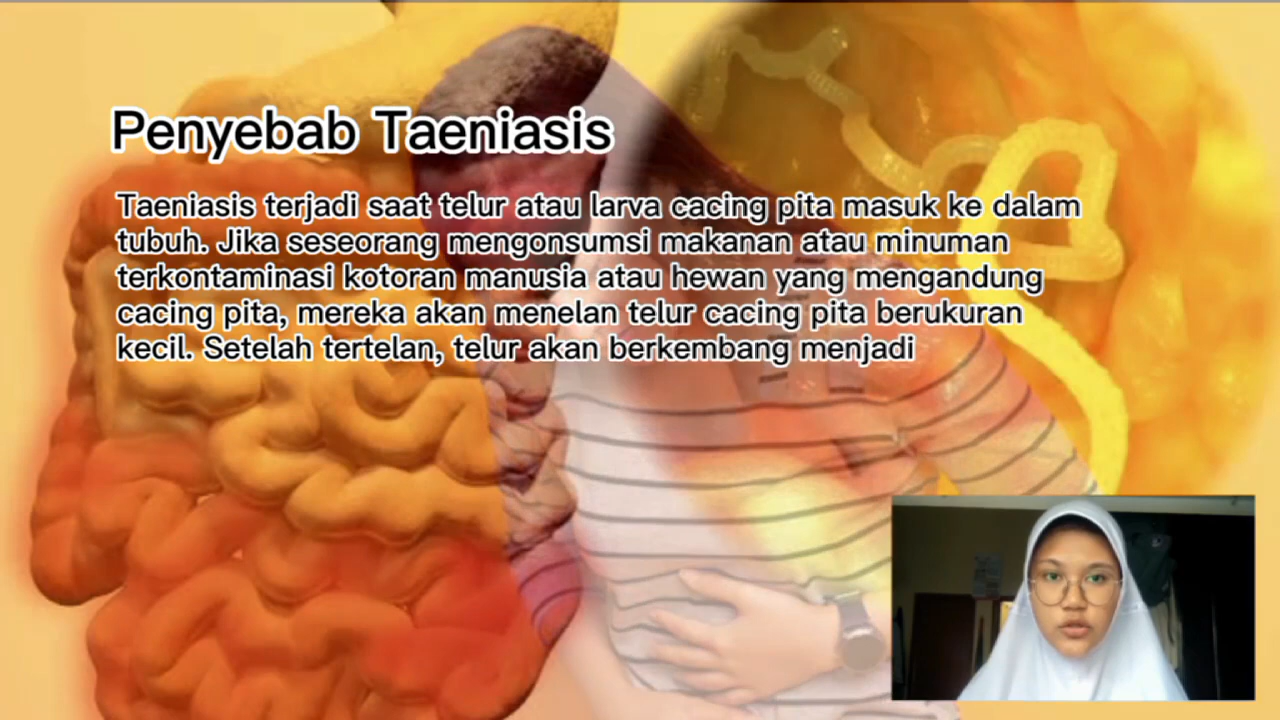 Penyebab Taeniasis
Taeniasis terjadi saat telur atau larva cacing pita masuk ke dalam
tubuh. Jika seseorang mengonsumsi makanan atau minuman
terkontaminasi kotoran manusia atau hewan yang mengandung
cacing pita, mereka akan menelan telur cacing pita berukuran
kecil. Setelah tertelan, telur akan berkembang menjadi